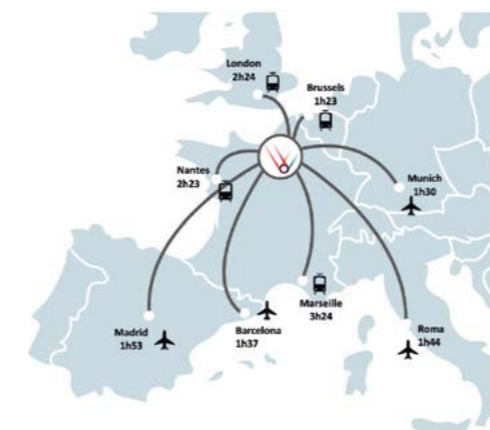 London
2h24
Brussels
1h23
Nantes
2h23
Munich
1h30
Marseille
3h24
Madrid
1h53
Barcelona
1h37
Roma
1h44